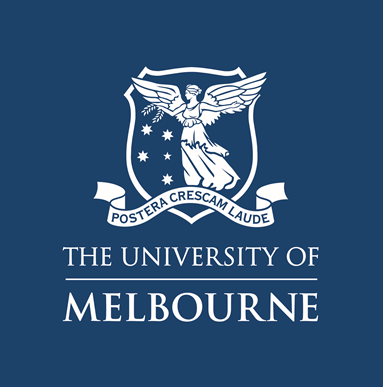 POSTERA CRESCAM LAUDE
THE UNIVERSITY OF
MELBOURNE